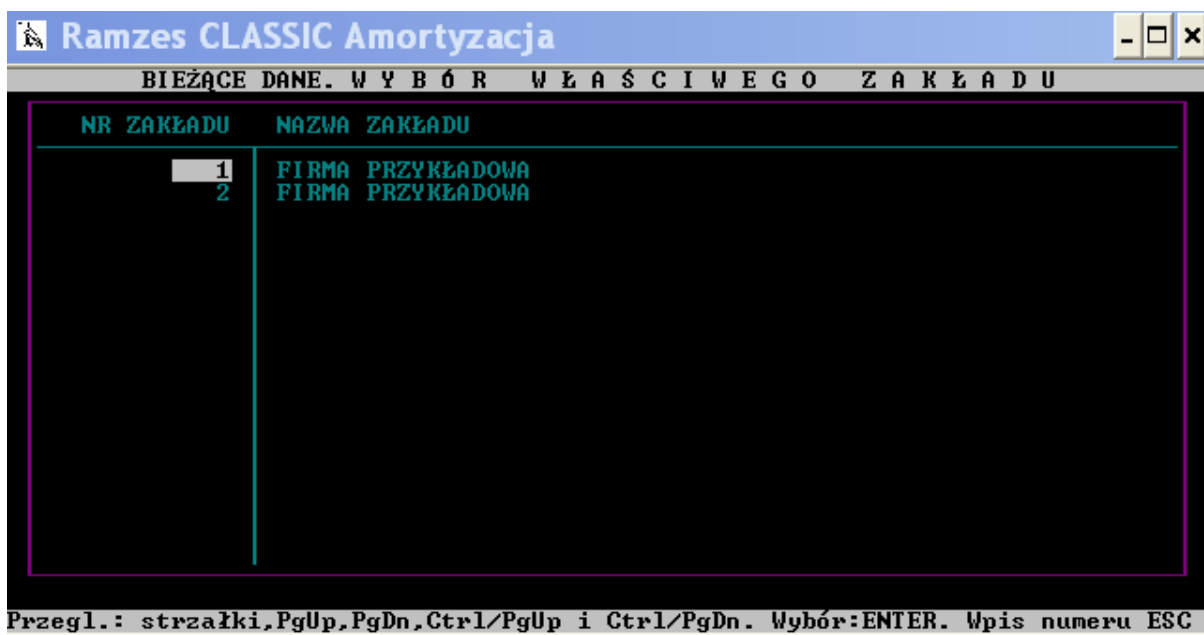 Ramzes CLASSIC Amortyzacja
BIEŻĄCE DANE. W Y B Ó R W Ł A Ś C I W E G O Z A K Ł A D U
NR ZAKŁADU NAZWA ZAKŁADU
1 FIRMA PRZYKŁADOWA
2 FIRMA PRZYKŁADOWA
Przegl.: strzałki,PgUp,PgDn,Ctrl/PgUp i Ctrl/PgDn. Wybór:ENTER. Wpis numeru ESC